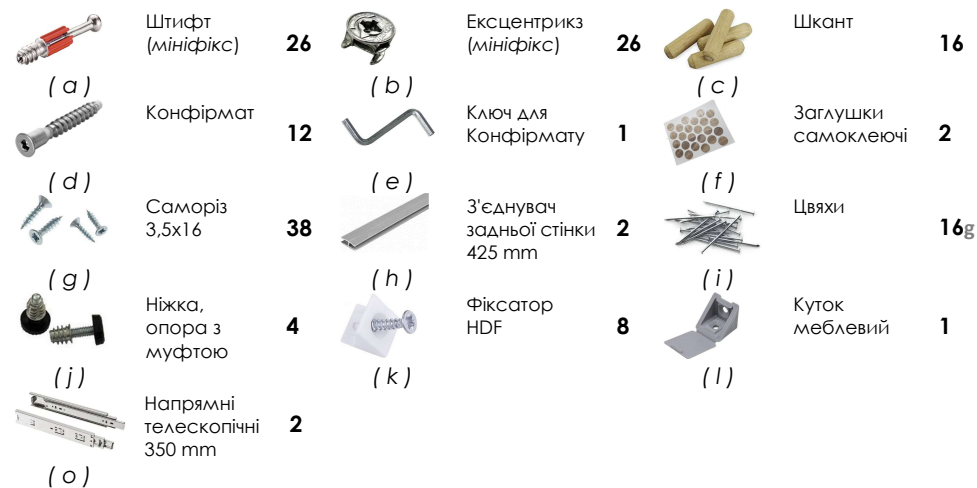 Штифт
(мініфікс) 26
( a )
Ексцентрикз
(мініфікс) 26
( b )
Шкант
16
( c )
Конфірмат
12
( d )
Ключ для
Конфірмату 1
( e )
Заглушки
самоклеючі 2
( f )
Саморіз
3,5x16 38
( g )
З'єднувач
задньої стінки 2
425 mm
( h )
Цвяхи
16g
( i )
Ніжка,
опора з 4
муфтою
( j )
Фіксатор
HDF 8
( k )
Куток
меблевий 1
( l )
Напрямні
телескопічні 2
350 mm
( o )